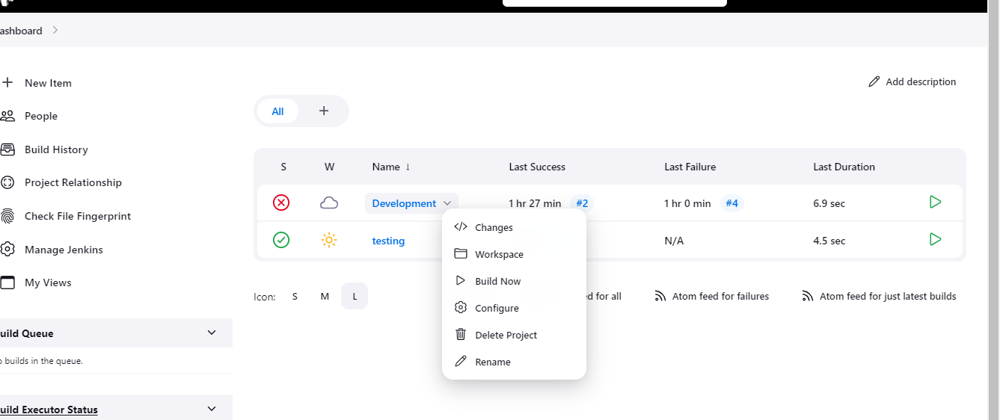 ashboard
New Item
People
Build History
Project Relationship
Check File Fingerprint
Manage Jenkins
My Views
uild Queue
o builds in the queue.
uild Executor Status
Add description
All +
S W Name ↓ Last Success Last Failure Last Duration
Development 1 hr 27 min #2 1 hr 0 min #4 6.9 sec
testing N/A 4.5 sec
Changes
Workspace
Build Now
Configure
Delete Project
Rename
Icon: S M L ed for all Atom feed for failures Atom feed for just latest builds